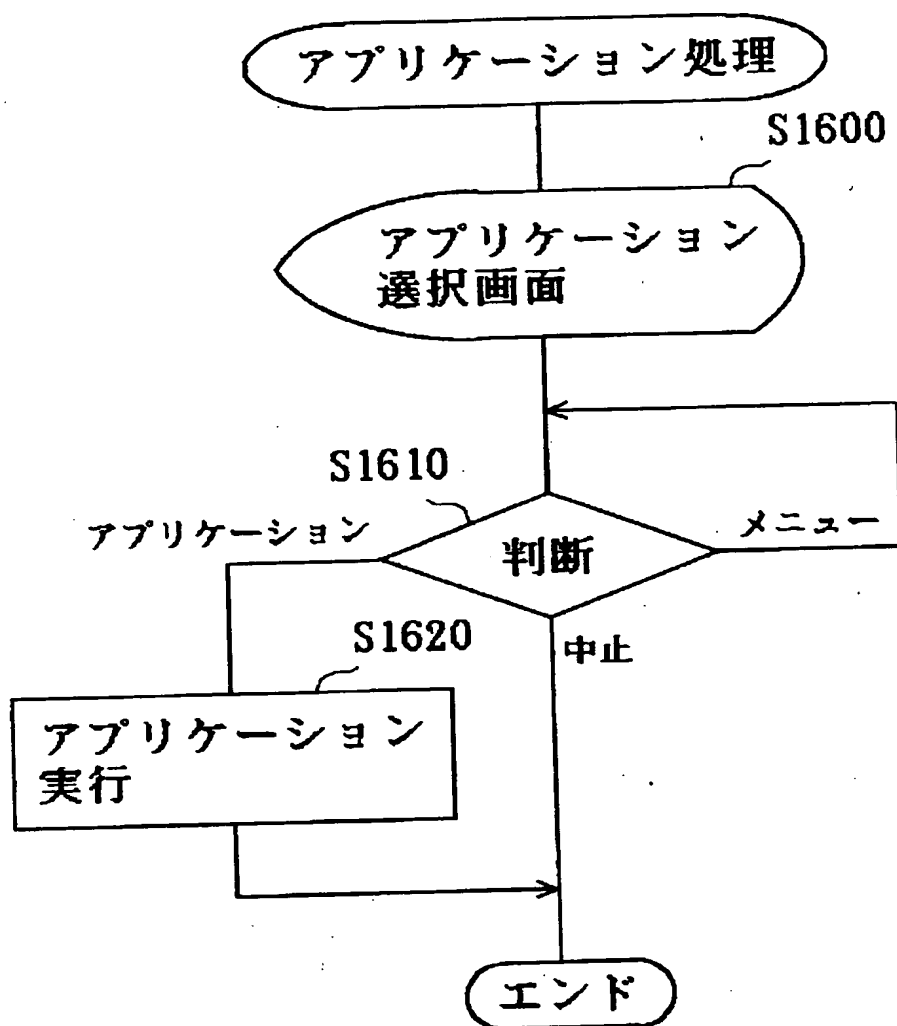 アプリケーション処理
S1600
アプリケーション
選択画面
S1610
アプリケーション
判断
メニュー
S1620
中止
アプリケーション
実行
エンド